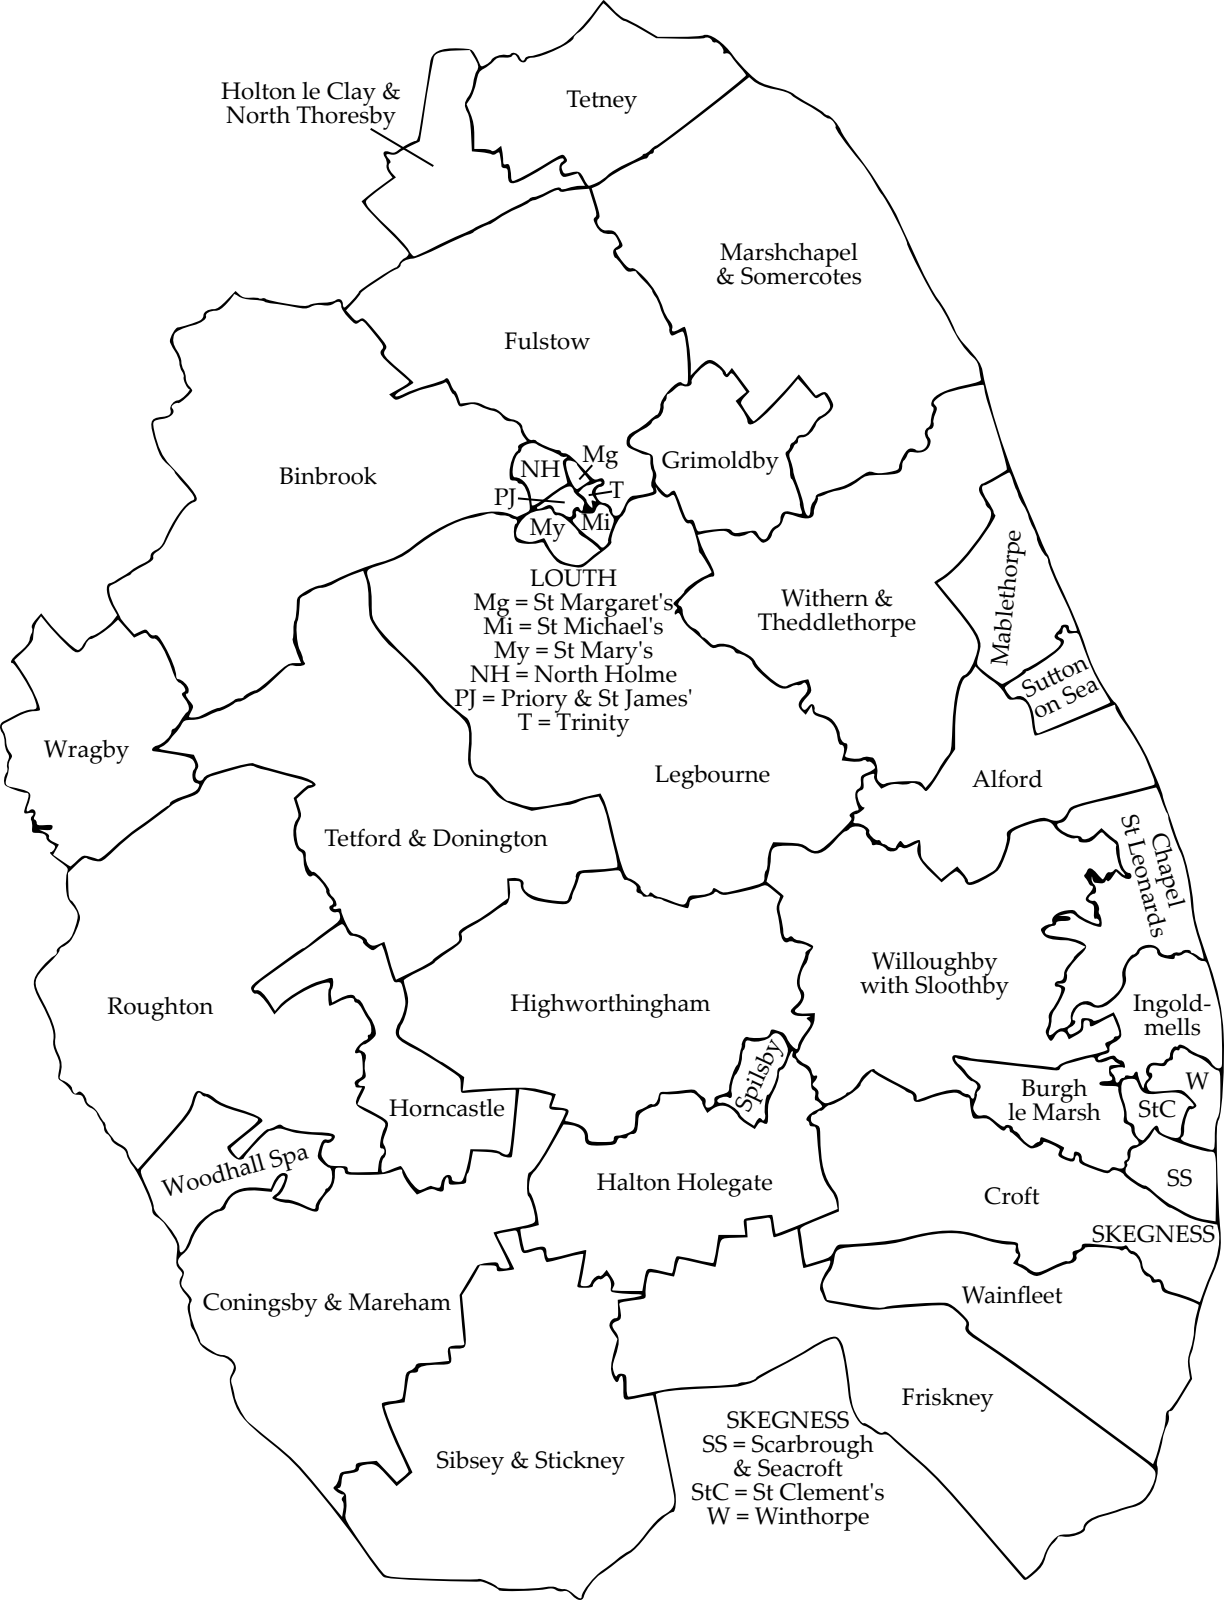 Holton le Clay &
North Thoresby
Tetney
Marshchapel
& Somercotes
Fulstow
Binbrook
Grimoldby
NH
Mg
PJ
T
My
Mi
LOUTH
Mg = St Margaret's
Mi = St Michael's
My = St Mary's
NH = North Holme
PJ = Priory & St James'
T = Trinity
Withern &
Theddlethorpe
Mablethorpe
Sutton
on Sea
Wragby
Legbourne
Alford
Tetford & Donington
Chapel
St Leonards
Roughton
Highworthingham
Willoughby
with Sloothby
Ingold-
mells
Spilsby
Horncastle
Burgh
le Marsh
W
StC
Woodhall Spa
Halton Holegate
Croft
SS
SKEGNESS
Coningsby & Mareham
Wainfleet
Friskney
Sibsey & Stickney
SKEGNESS
SS = Scarbrough
& Seacroft
StC = St Clement's
W = Winthorpe